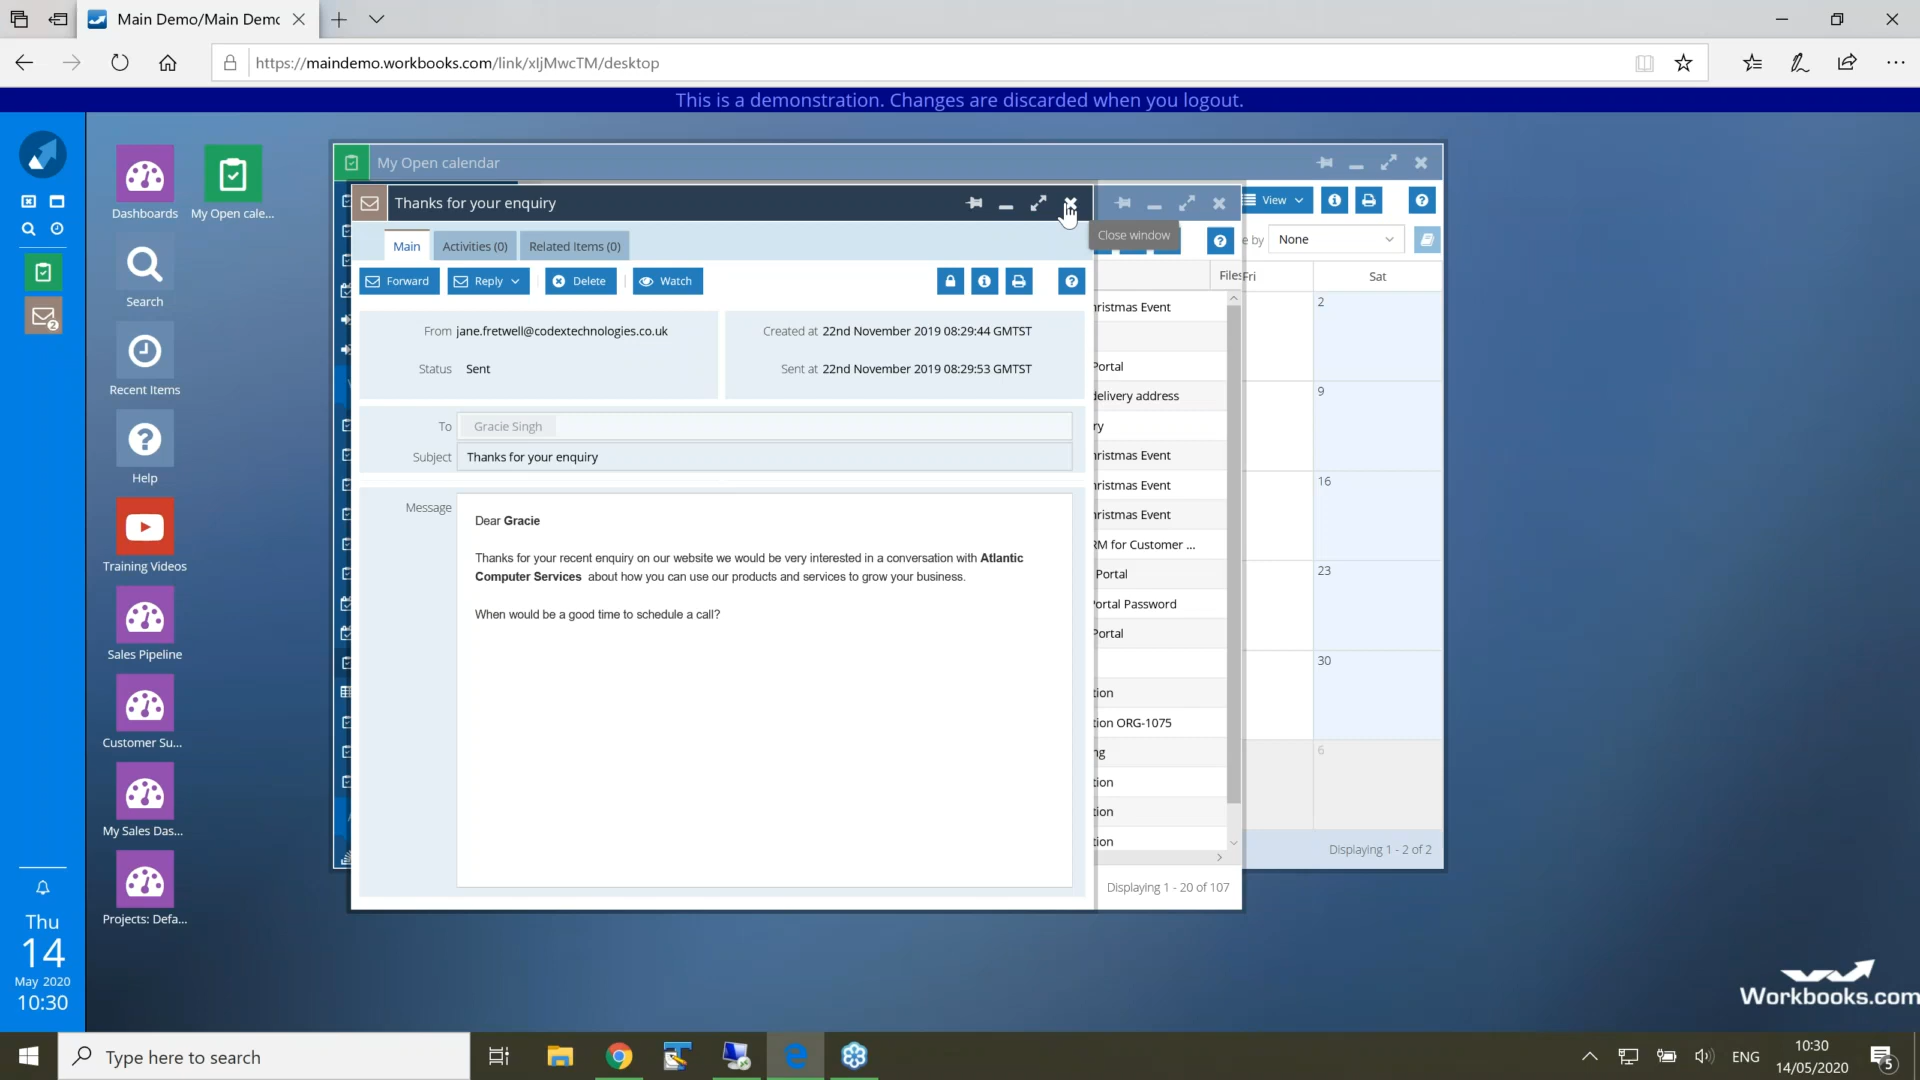 Main Demo/Main Demo
https://maindemo.workbooks.com/link/xljMwcTM/desktop
This is a demonstration. Changes are discarded when you logout.
Dashboards
My Open cale...
Search
Recent Items
Help
Training Videos
Sales Pipeline
Customer Su...
My Sales Das...
Projects: Defa...
2
Thu
14
May 2020
10:30
My Open calendar
View
e by
None
Fri
Sat
2
9
16
23
30
6
Displaying 1 - 2 of 2
Thanks for your enquiry
Close window
Main
Activities (0)
Related Items (0)
Forward
Reply
Delete
Watch
From jane.fretwell@codextechnologies.co.uk
Status Sent
Created at 22nd November 2019 08:29:44 GMTST
Sent at 22nd November 2019 08:29:53 GMTST
To Gracie Singh
Subject Thanks for your enquiry
Message
Dear Gracie
Thanks for your recent enquiry on our website we would be very interested in a conversation with Atlantic
Computer Services about how you can use our products and services to grow your business.
When would be a good time to schedule a call?
Files
hristmas Event
Portal
delivery address
ry
hristmas Event
hristmas Event
hristmas Event
RM for Customer ...
Portal
ortal Password
Portal
tion
tion ORG-1075
ng
tion
tion
tion
Displaying 1 - 20 of 107
Workbooks.com
Type here to search
ENG
10:30
14/05/2020
5